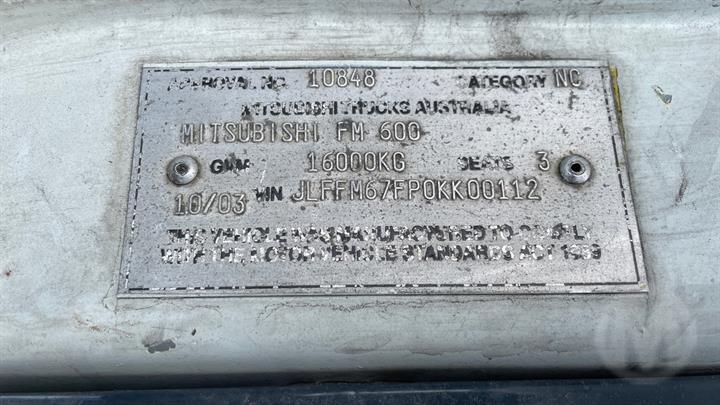 APPROVAL NO. 10848 CATEGORY NC
MITSUBISHI TRUCKS AUSTRALIA
MITSUBISHI FM 600
GVM 16000KG SEATS 3
10/03 VIN JLFFM67FP0KK00112
THIS VEHICLE WAS MANUFACTURED TO COMPLY
WITH THE MOTOR VEHICLE STANDARDS ACT 1989